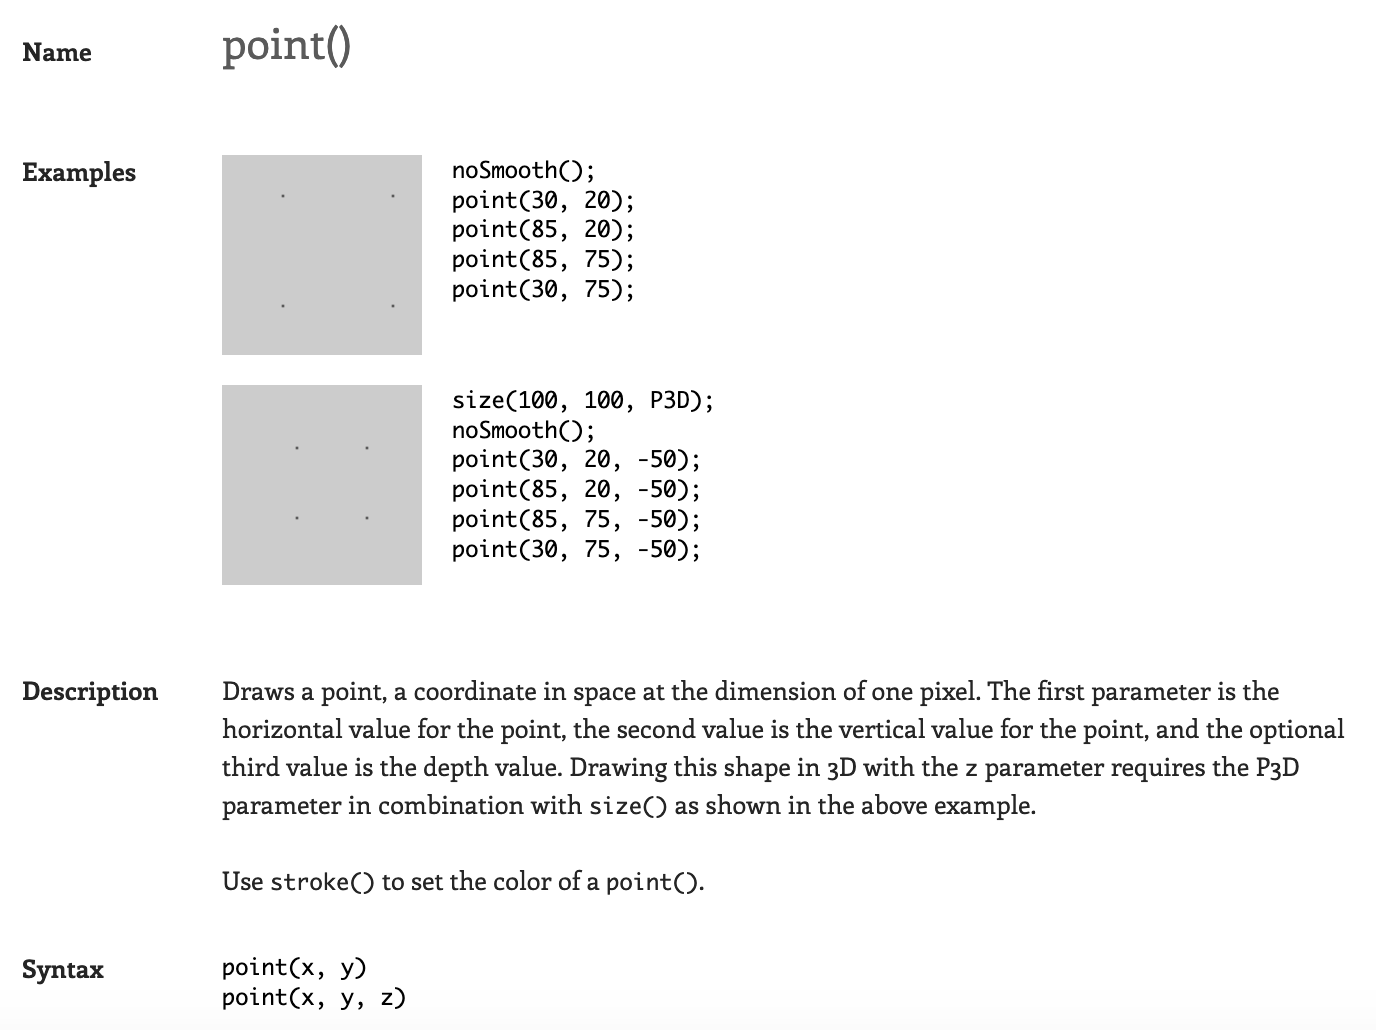 Name
point()
Examples
noSmooth();
point(30, 20);
point(85, 20);
point(85, 75);
point(30, 75);
size(100, 100, P3D);
noSmooth();
point(30, 20, -50);
point(85, 20, -50);
point(85, 75, -50);
point(30, 75, -50);
Description
Draws a point, a coordinate in space at the dimension of one pixel. The first parameter is the
horizontal value for the point, the second value is the vertical value for the point, and the optional
third value is the depth value. Drawing this shape in 3D with the z parameter requires the P3D
parameter in combination with size() as shown in the above example.
Use stroke() to set the color of a point().
Syntax
point(x, y)
point(x, y, z)